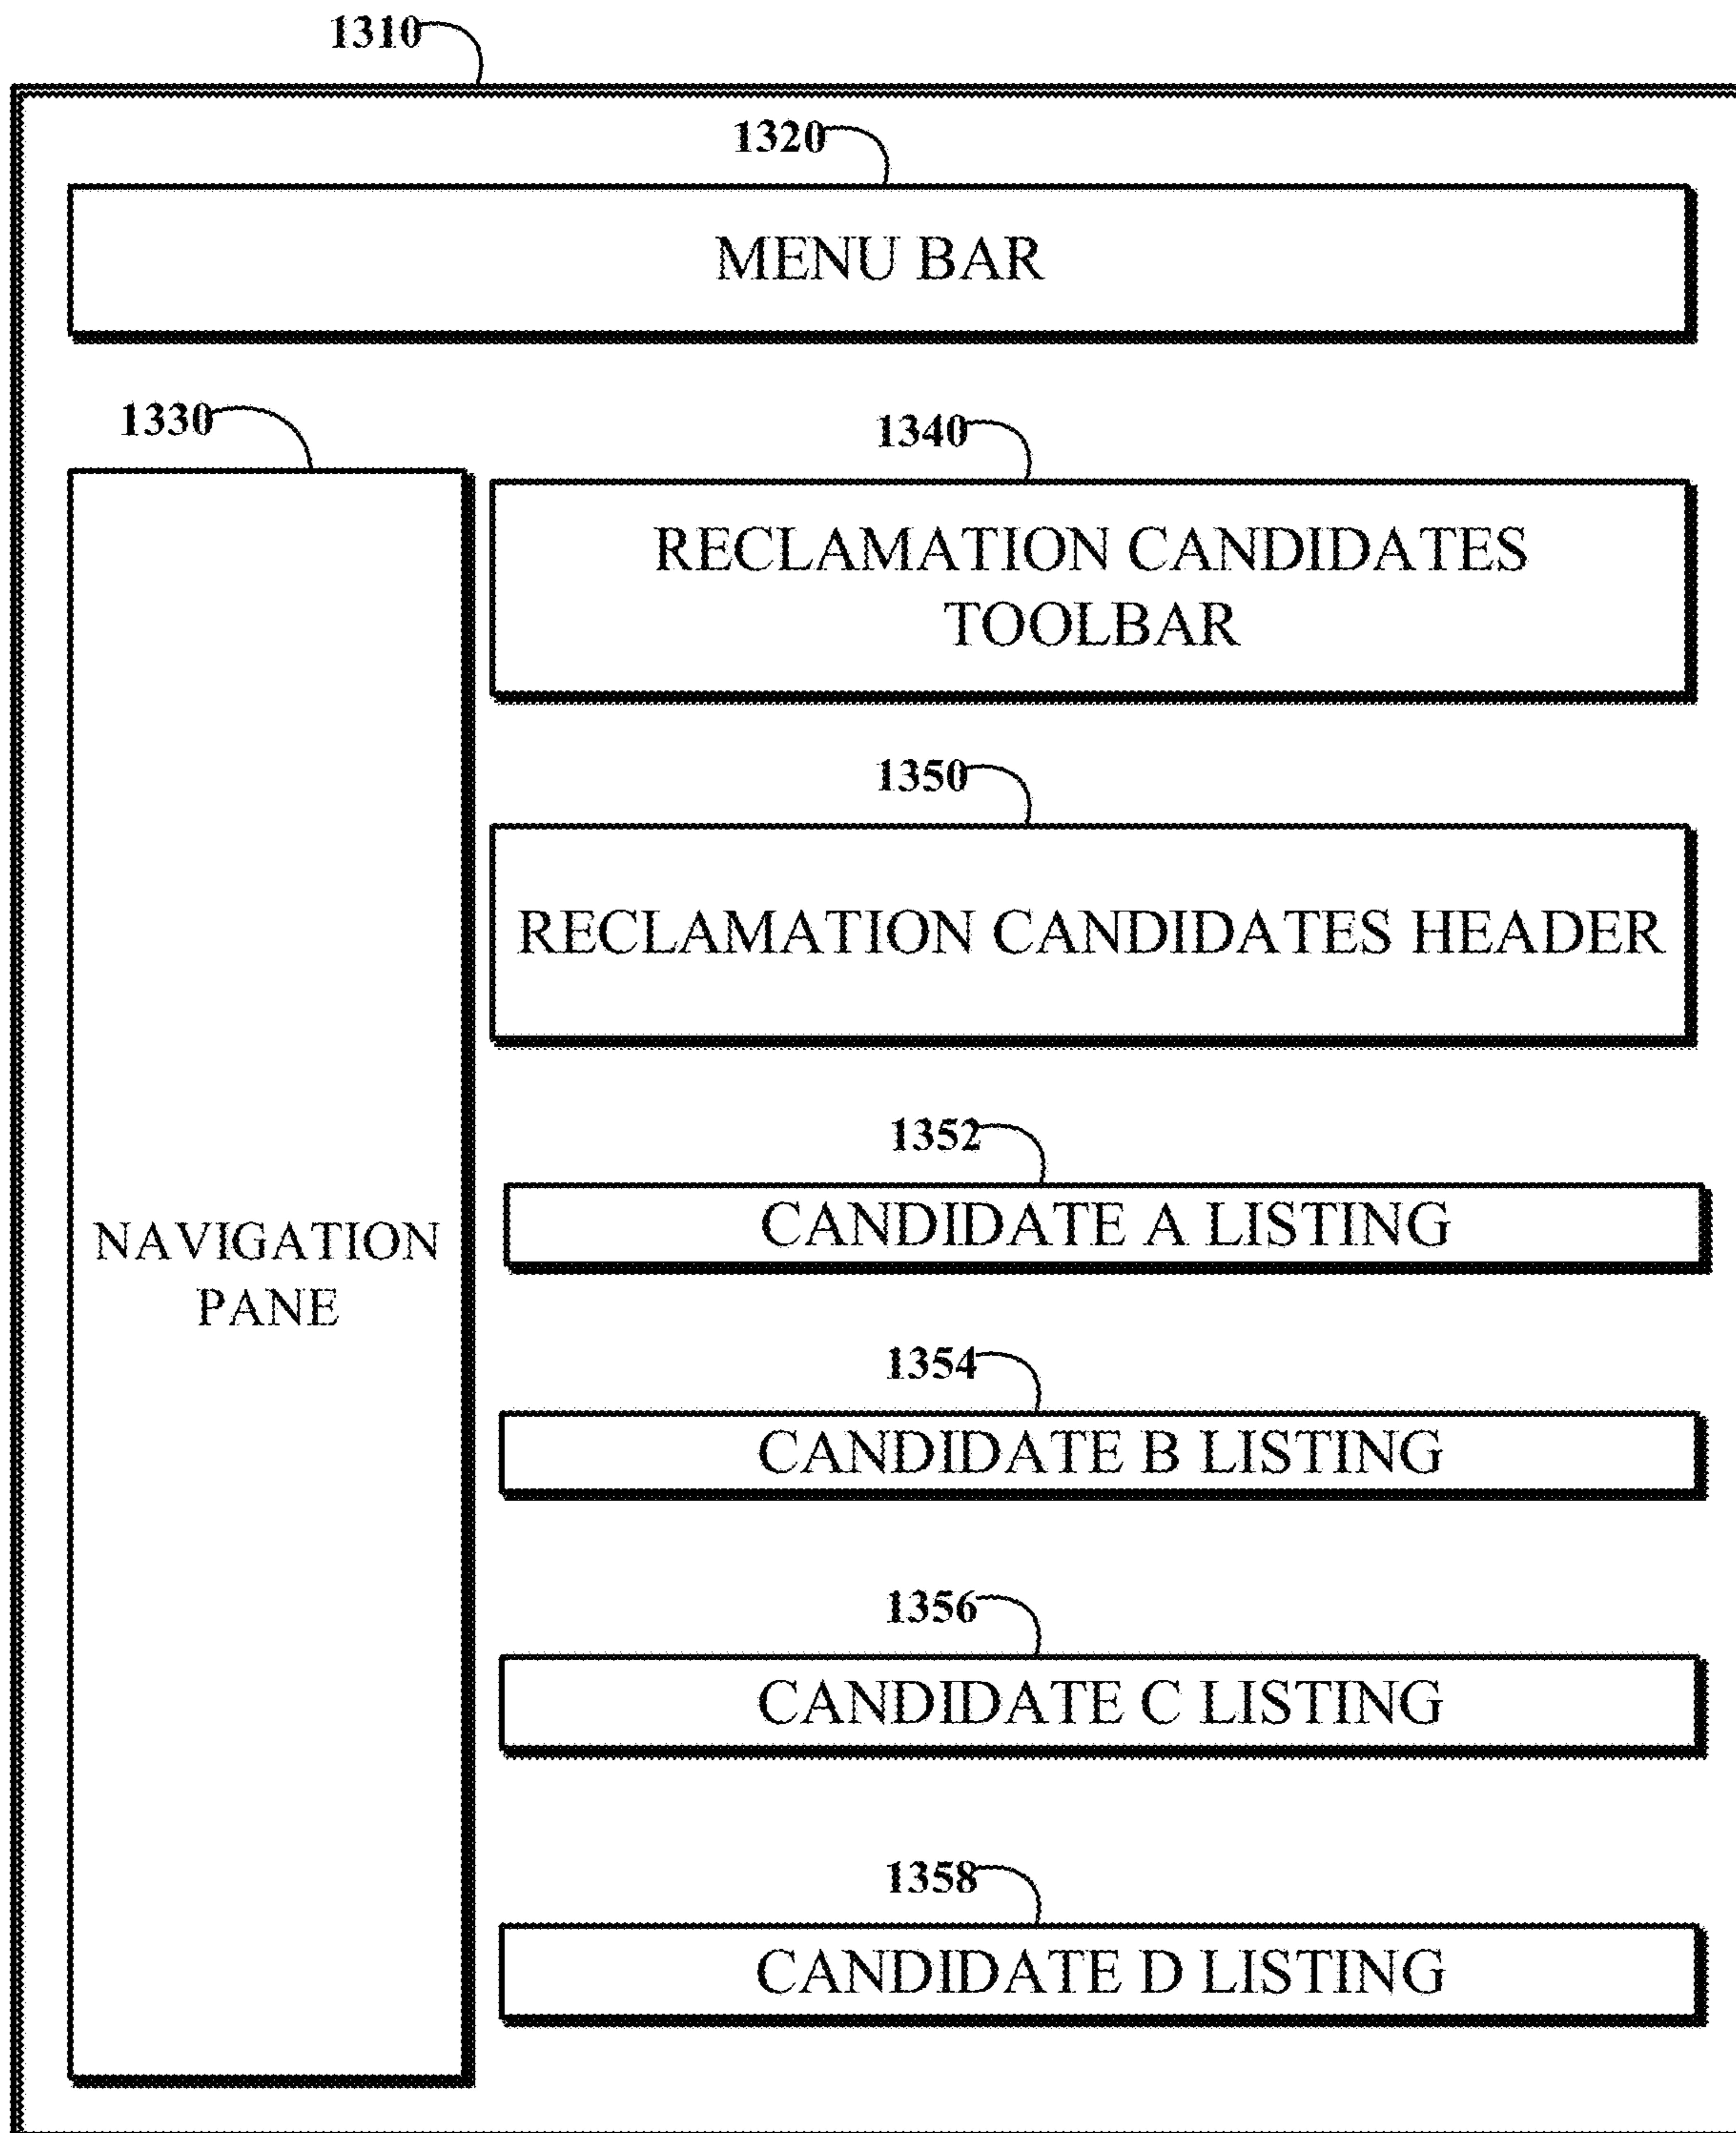 1310
1320
MENU BAR
1330
NAVIGATION
PANE
1340
RECLAMATION CANDIDATES
TOOLBAR
1350
RECLAMATION CANDIDATES HEADER
1352
CANDIDATE A LISTING
1354
CANDIDATE B LISTING
1356
CANDIDATE C LISTING
1358
CANDIDATE D LISTING